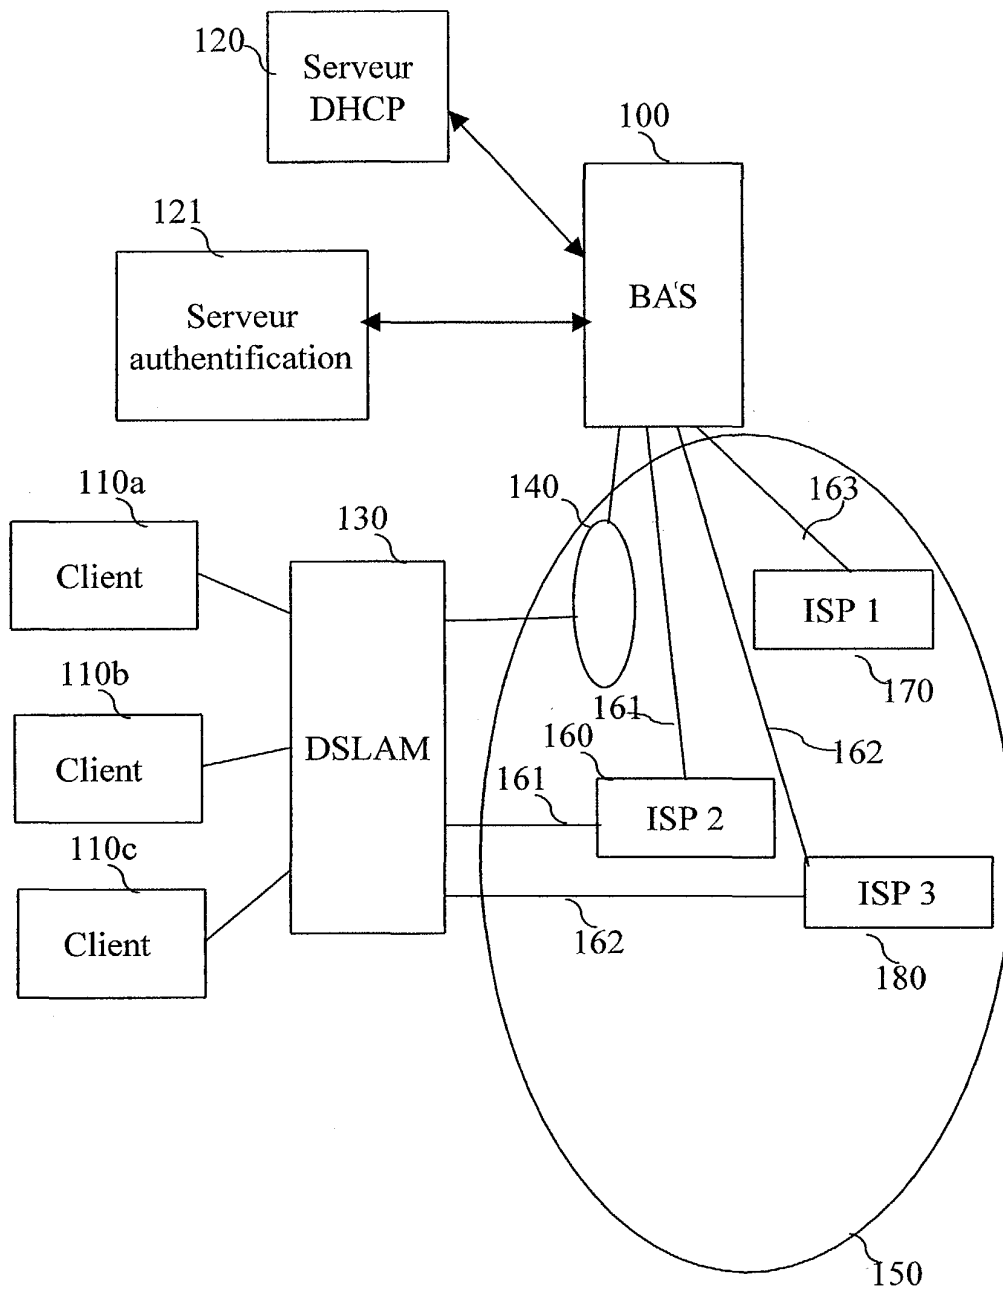 120
Serveur
DHCP
100
121
BAS
Serveur
authentification
110a
140
163
130
Client
ISP 1
110b
170
161
DSLAM
162
160
Client
161
ISP 2
110c
ISP 3
Client
162
180
150